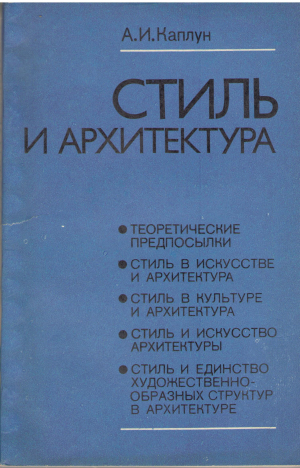 А.И.Каплун
СТИЛЬ
И АРХИТЕКТУРА
● ТЕОРЕТИЧЕСКИЕ
ПРЕДПОСЫЛКИ
● СТИЛЬ В ИСКУССТВЕ
И АРХИТЕКТУРА
● СТИЛЬ В КУЛЬТУРЕ
И АРХИТЕКТУРА
● СТИЛЬ И ИСКУССТВО
АРХИТЕКТУРЫ
● СТИЛЬ И ЕДИНСТВО
ХУДОЖЕСТВЕННО-
ОБРАЗНЫХ СТРУКТУР
В АРХИТЕКТУРЕ